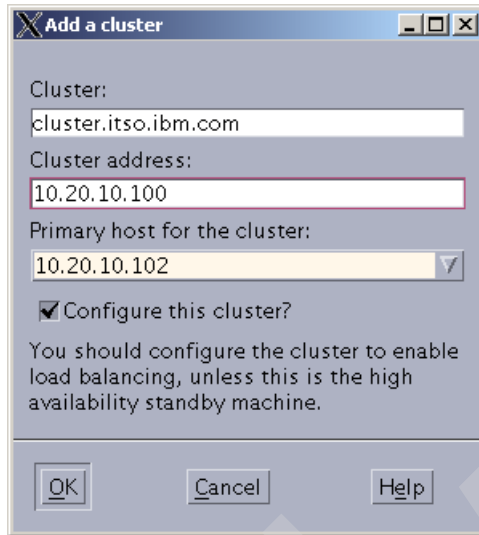 Add a cluster
Cluster:
cluster.itso.ibm.com
Cluster address:
10.20.10.100
Primary host for the cluster:
10.20.10.102
Configure this cluster?
You should configure the cluster to enable
load balancing, unless this is the high
availability standby machine.
OK Cancel Help